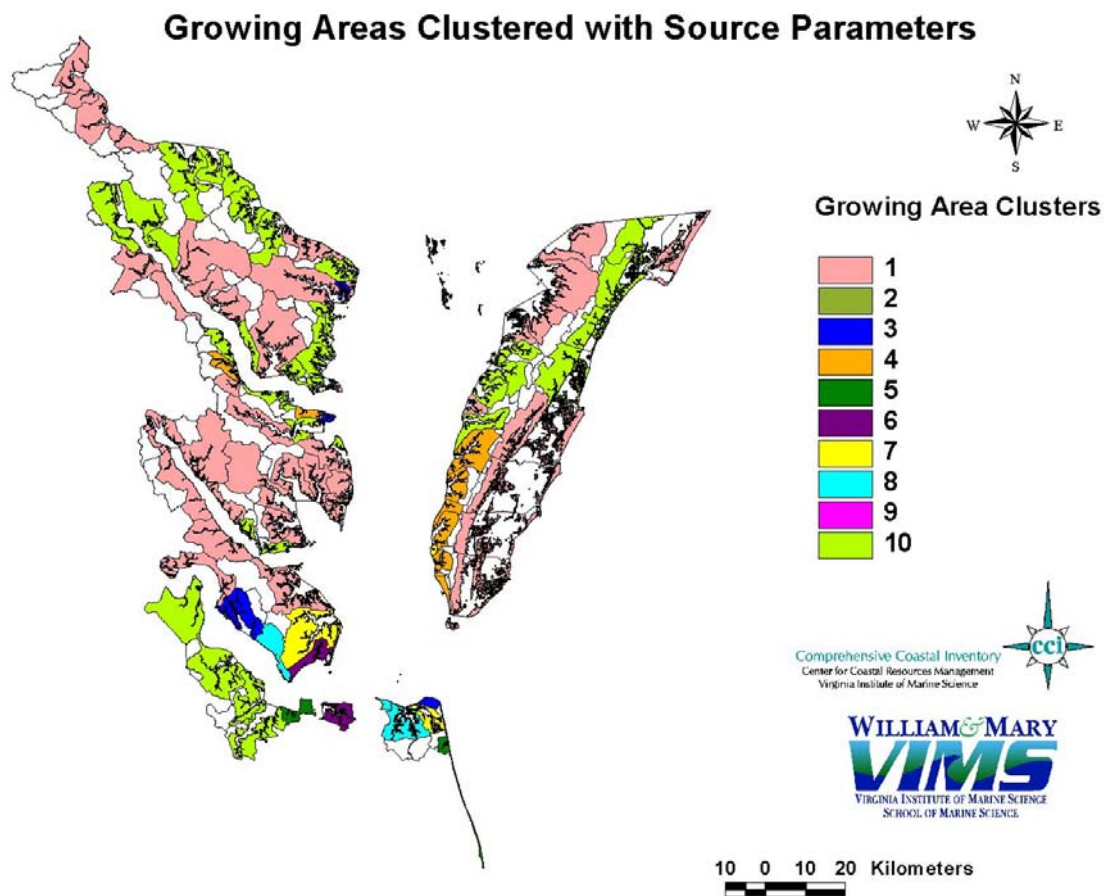 Growing Areas Clustered with Source Parameters
N
W E
S
Growing Area Clusters
1
2
3
4
5
6
7
8
9
10
cci
Comprehensive Coastal Inventory
Center for Coastal Resources Management
Virginia Institute of Marine Science
WILLIAM & MARY
VIMS
VIRGINIA INSTITUTE OF MARINE SCIENCE
SCHOOL OF MARINE SCIENCE
10 0 10 20 Kilometers